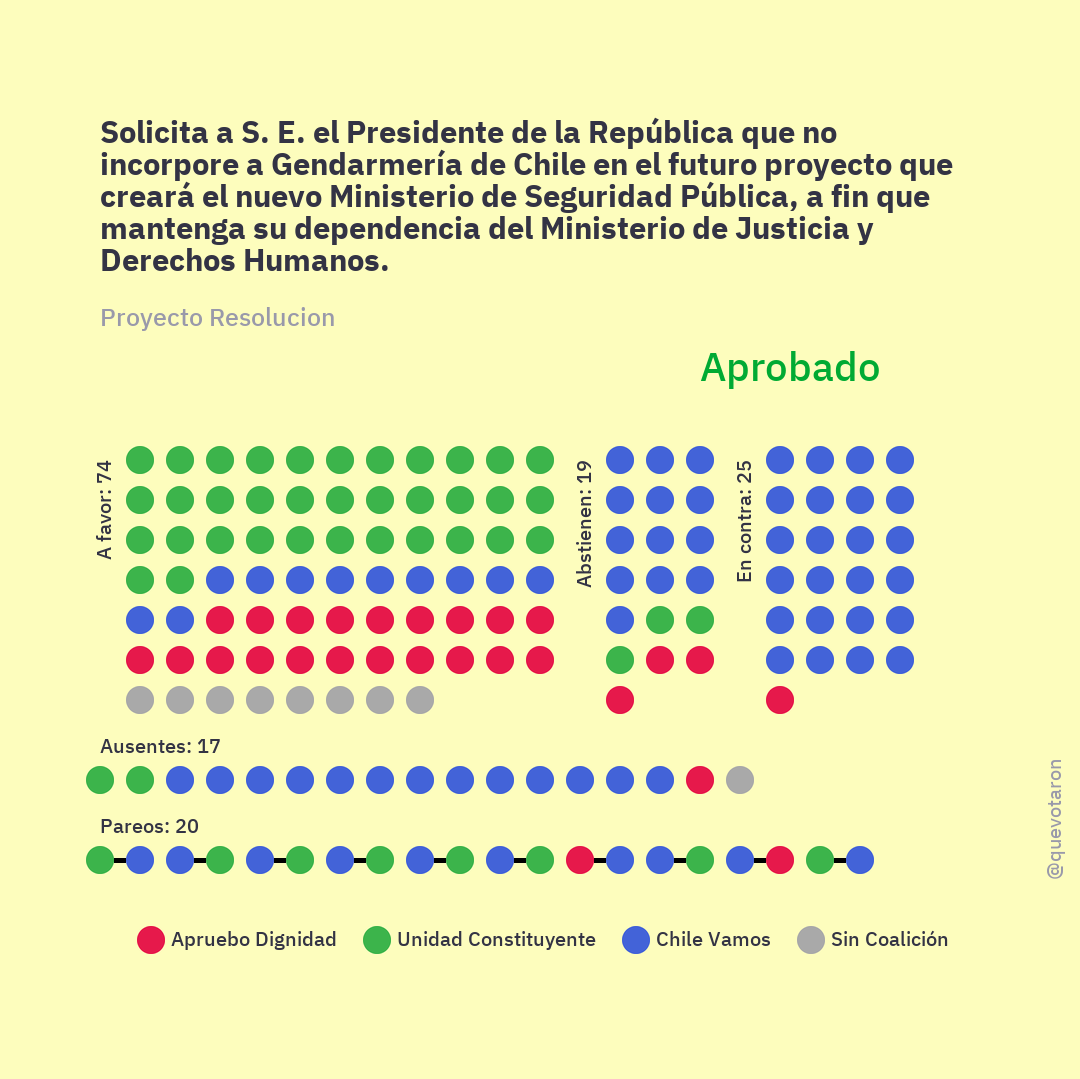 Solicita a S. E. el Presidente de la República que no
incorpore a Gendarmería de Chile en el futuro proyecto que
creará el nuevo Ministerio de Seguridad Pública, a fin que
mantenga su dependencia del Ministerio de Justicia y
Derechos Humanos.
Proyecto Resolucion
Aprobado
A favor: 74
Abstienen: 19
En contra: 25
Ausentes: 17
Pareos: 20
@quevotaron
Apruebo Dignidad
Unidad Constituyente
Chile Vamos
Sin Coalición